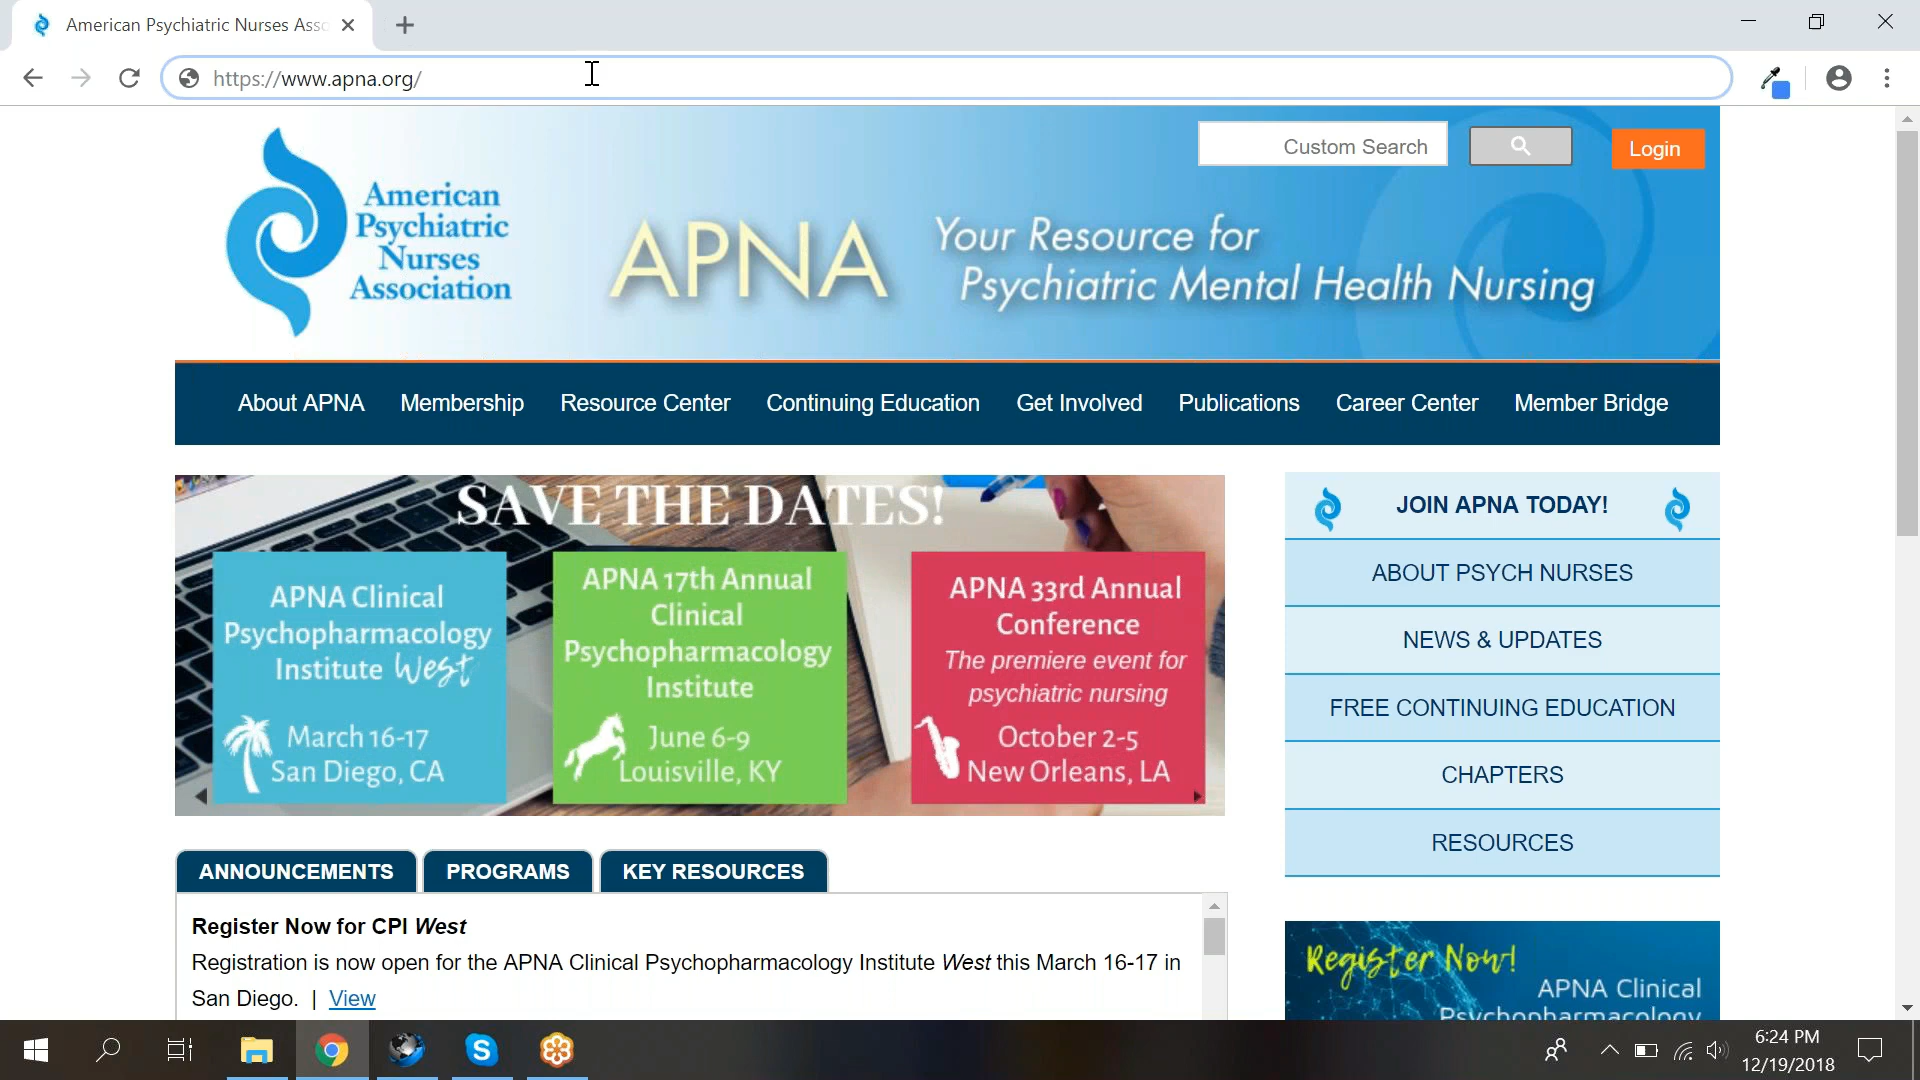 American Psychiatric Nurses Asso
https://www.apna.org/
Custom Search
Login
American
Psychiatric
Nurses
Association
APNA
Your Resource for
Psychiatric Mental Health Nursing
About APNA
Membership
Resource Center
Continuing Education
Get Involved
Publications
Career Center
Member Bridge
SAVE THE DATES!
APNA Clinical
Psychopharmacology
Institute West
March 16-17
San Diego, CA
APNA 17th Annual
Clinical
Psychopharmacology
Institute
June 6-9
Louisville, KY
APNA 33rd Annual
Conference
The premiere event for
psychiatric nursing
October 2-5
New Orleans, LA
JOIN APNA TODAY!
ABOUT PSYCH NURSES
NEWS & UPDATES
FREE CONTINUING EDUCATION
CHAPTERS
RESOURCES
ANNOUNCEMENTS
PROGRAMS
KEY RESOURCES
Register Now for CPI West
Registration is now open for the APNA Clinical Psychopharmacology Institute West this March 16-17 in
San Diego. | View
Register Now!
APNA Clinical
Psychopharmacology
6:24 PM
12/19/2018